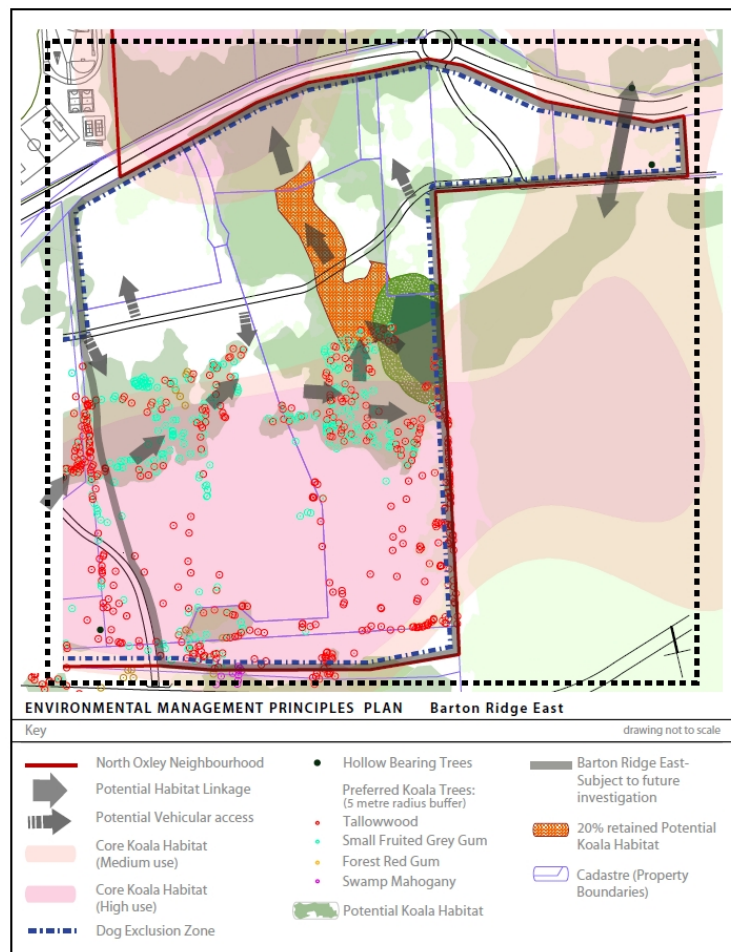 ENVIRONMENTAL MANAGEMENT PRINCIPLES PLAN Barton Ridge East
Key
drawing not to scale
North Oxley Neighbourhood
Potential Habitat Linkage
Potential Vehicular access
Core Koala Habitat
(Medium use)
Core Koala Habitat
(High use)
Dog Exclusion Zone
Hollow Bearing Trees
Preferred Koala Trees:
(5 metre radius buffer)
Tallowwood
Small Fruited Grey Gum
Forest Red Gum
Swamp Mahogany
Potential Koala Habitat
Barton Ridge East-
Subject to future
investigation
20% retained Potential
Koala Habitat
Cadastre (Property
Boundaries)